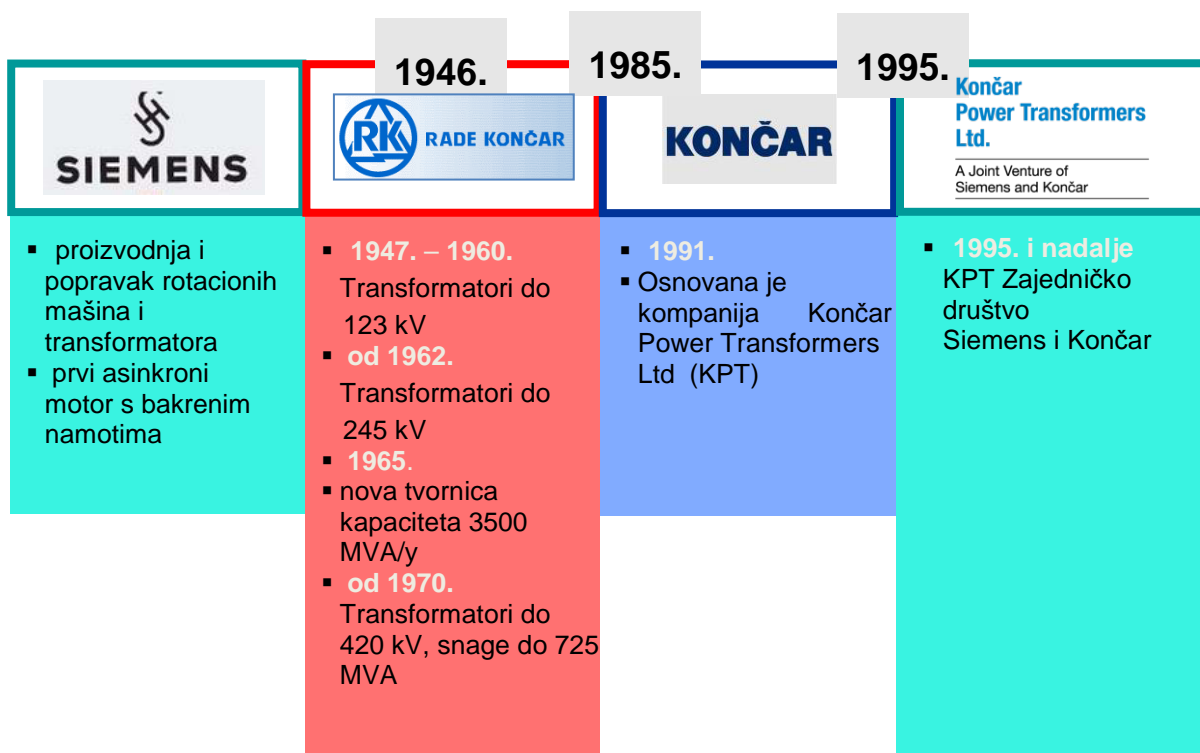 1946.
1985.
1995.
SIEMENS
RK RADE KONČAR
KONČAR
Končar
Power Transformers
Ltd.
A Joint Venture of
Siemens and Končar
▪ proizvodnja i
popravak rotacionih
mašina i
transformatora
▪ prvi asinkroni
motor s bakrenim
namotima
▪ 1947. – 1960.
Transformatori do
123 kV
▪ od 1962.
Transformatori do
245 kV
▪ 1965.
▪ nova tvornica
kapaciteta 3500
MVA/y
▪ od 1970.
Transformatori do
420 kV, snage do 725
MVA
▪ 1991.
▪ Osnovana je
kompanija Končar
Power Transformers
Ltd (KPT)
▪ 1995. i nadalje
KPT Zajedničko
društvo
Siemens i Končar